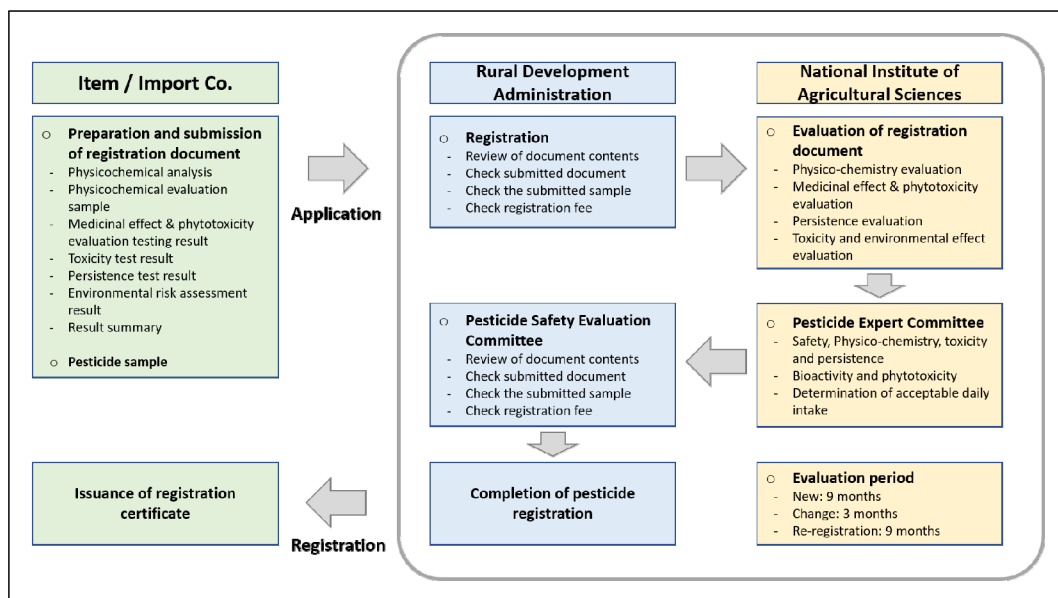 Item / Import Co.
○ Preparation and submission
of registration document
- Physicochemical analysis
- Physicochemical evaluation
sample
- Medicinal effect & phytotoxicity
evaluation testing result
- Toxicity test result
- Persistence test result
- Environmental risk assessment
result
- Result summary
○ Pesticide sample
Application
Rural Development
Administration
○ Registration
- Review of document contents
- Check submitted document
- Check the submitted sample
- Check registration fee
National Institute of
Agricultural Sciences
○ Evaluation of registration
document
- Physico-chemistry evaluation
- Medicinal effect & phytotoxicity
evaluation
- Persistence evaluation
- Toxicity and environmental effect
evaluation
○ Pesticide Expert Committee
- Safety, Physico-chemistry, toxicity
and persistence
- Bioactivity and phytotoxicity
- Determination of acceptable daily
intake
○ Pesticide Safety Evaluation
Committee
- Review of document contents
- Check submitted document
- Check the submitted sample
- Check registration fee
Completion of pesticide
registration
Registration
Issuance of registration
certificate
○ Evaluation period
- New: 9 months
- Change: 3 months
- Re-registration: 9 months